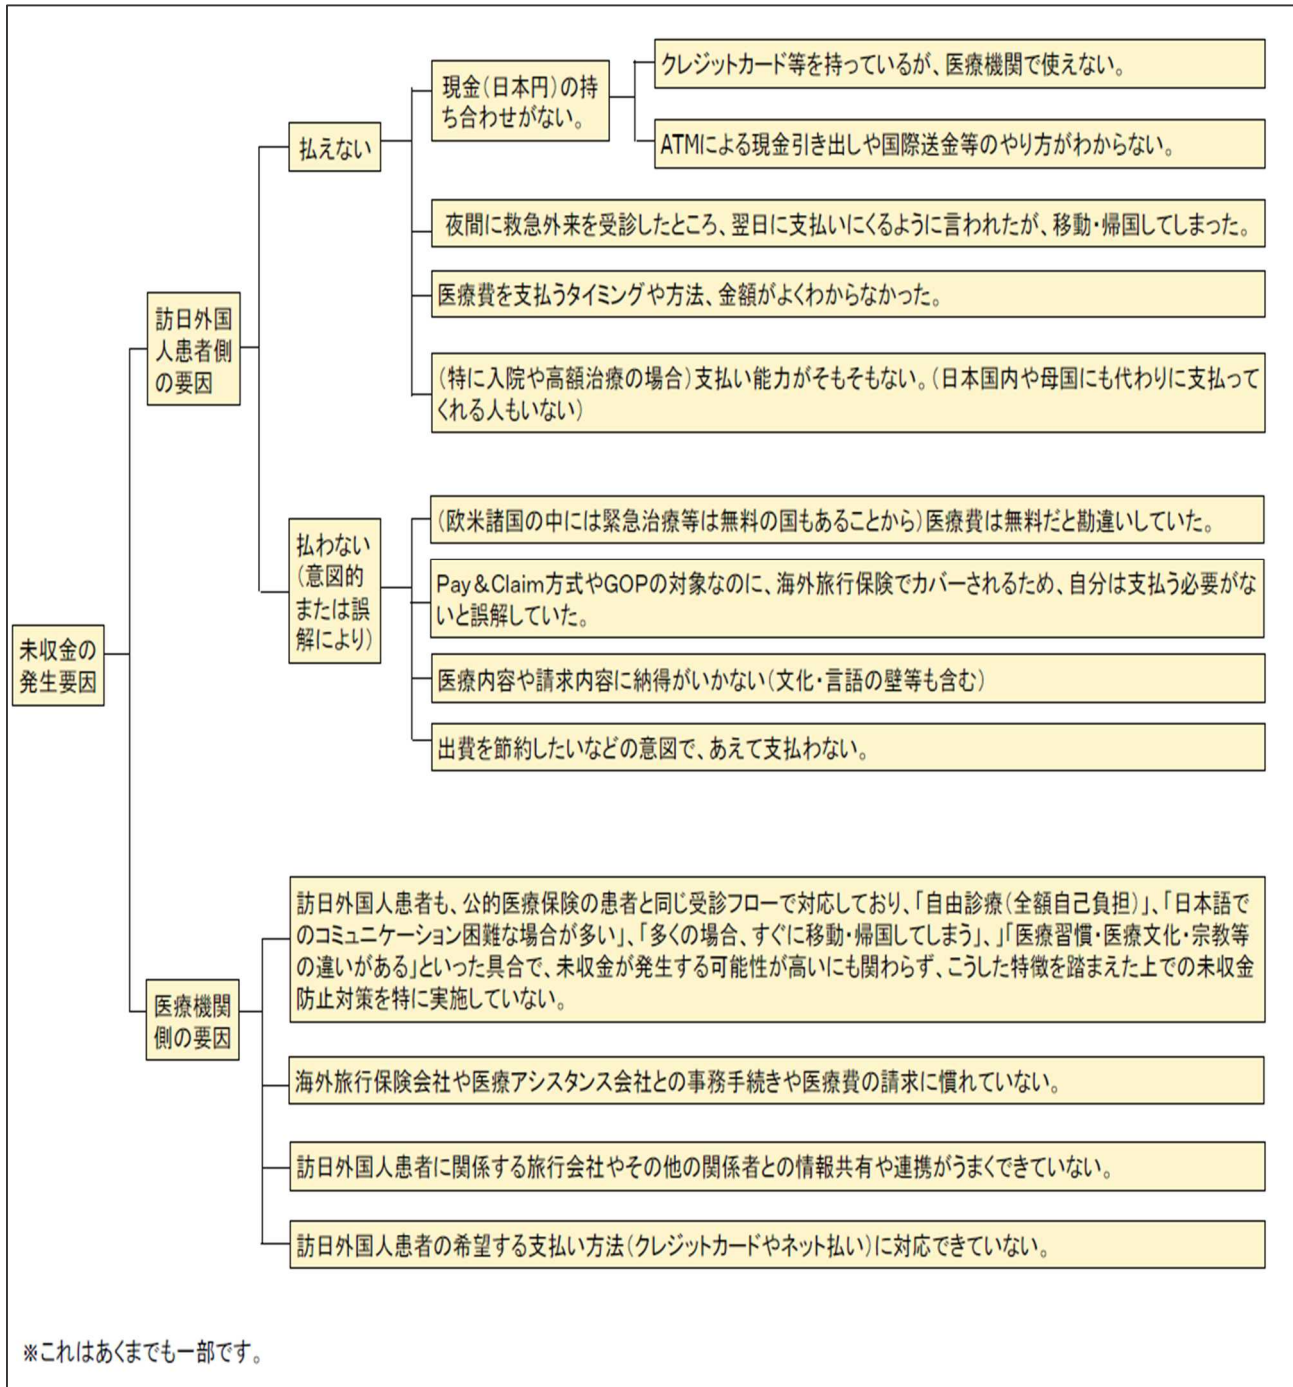 未収金の
発生要因
訪日外国
人患者側
の要因
払えない
現金(日本円)の持
ち合わせがない。
クレジットカード等を持っているが、医療機関で使えない。
ATMによる現金引き出しや国際送金等のやり方がわからない。
夜間に救急外来を受診したところ、翌日に支払いにくるように言われたが、移動・帰国してしまった。
医療費を支払うタイミングや方法、金額がよくわからなかった。
(特に入院や高額治療の場合)支払い能力がそもそもない。(日本国内や母国にも代わりに支払って
くれる人もいない)
払わない
(意図的
または誤
解により)
(欧米諸国の中には緊急治療等は無料の国もあることから)医療費は無料だと勘違いしていた。
Pay&Claim方式やGOPの対象なのに、海外旅行保険でカバーされるため、自分は支払う必要がな
いと誤解していた。
医療内容や請求内容に納得がいかない(文化・言語の壁等も含む)
出費を節約したいなどの意図で、あえて支払わない。
医療機関
側の要因
訪日外国人患者も、公的医療保険の患者と同じ受診フローで対応しており、「自由診療(全額自己負担)」、「日本語で
のコミュニケーション困難な場合が多い」、「多くの場合、すぐに移動・帰国してしまう」、」「医療習慣・医療文化・宗教等
の違いがある」といった具合で、未収金が発生する可能性が高いにも関わらず、こうした特徴を踏まえた上での未収金
防止対策を特に実施していない。
海外旅行保険会社や医療アシスタンス会社との事務手続きや医療費の請求に慣れていない。
訪日外国人患者に関係する旅行会社やその他の関係者との情報共有や連携がうまくできていない。
訪日外国人患者の希望する支払い方法(クレジットカードやネット払い)に対応できていない。
※これはあくまでも一部です。